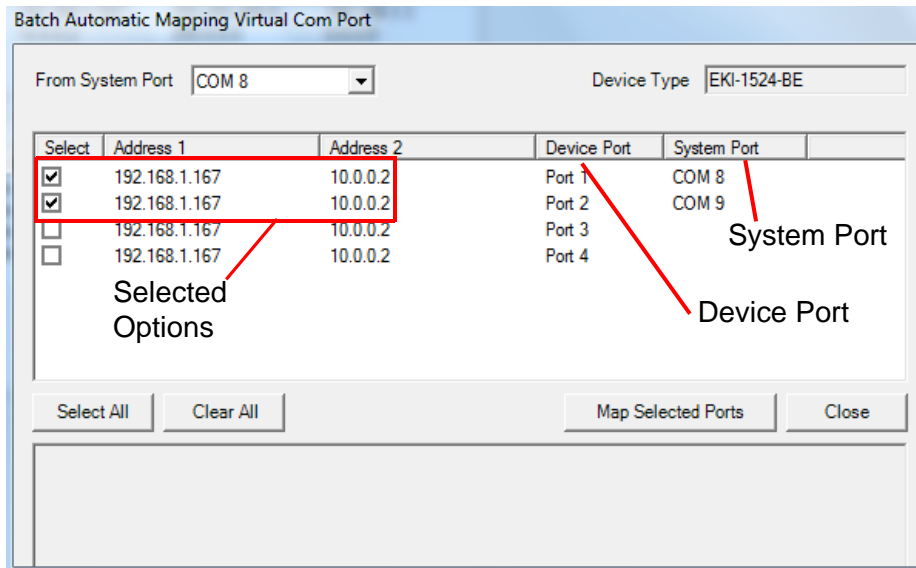 Batch Automatic Mapping Virtual Com Port
From System Port COM 8 Device Type EKI-1524-BE
Select Address 1 Address 2 Device Port System Port
192.168.1.167 10.0.0.2 Port 1 COM 8
192.168.1.167 10.0.0.2 Port 2 COM 9
192.168.1.167 10.0.0.2 Port 3
192.168.1.167 10.0.0.2 Port 4
System Port
Selected
Options
Device Port
Select All Clear All Map Selected Ports Close